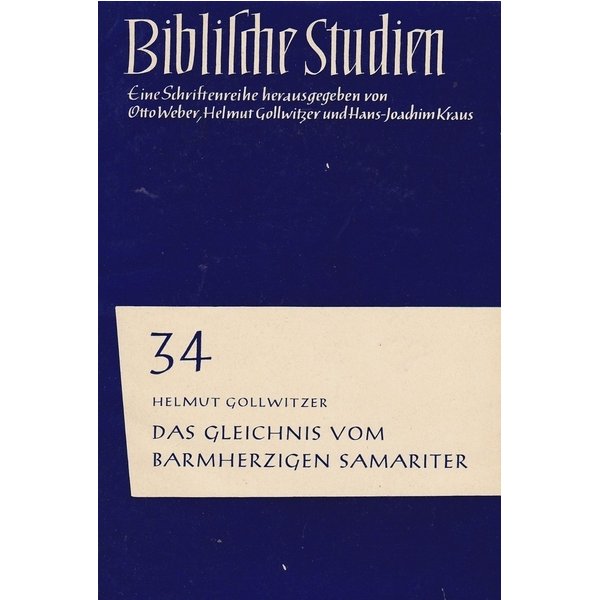 Biblische Studien
Eine Schriftenreihe herausgegeben von
Otto Weber, Helmut Gollwitzer und Hans-Joachim Kraus
34
HELMUT GOLLWITZER
DAS GLEICHNIS VOM
BARMHERZIGEN SAMARITER